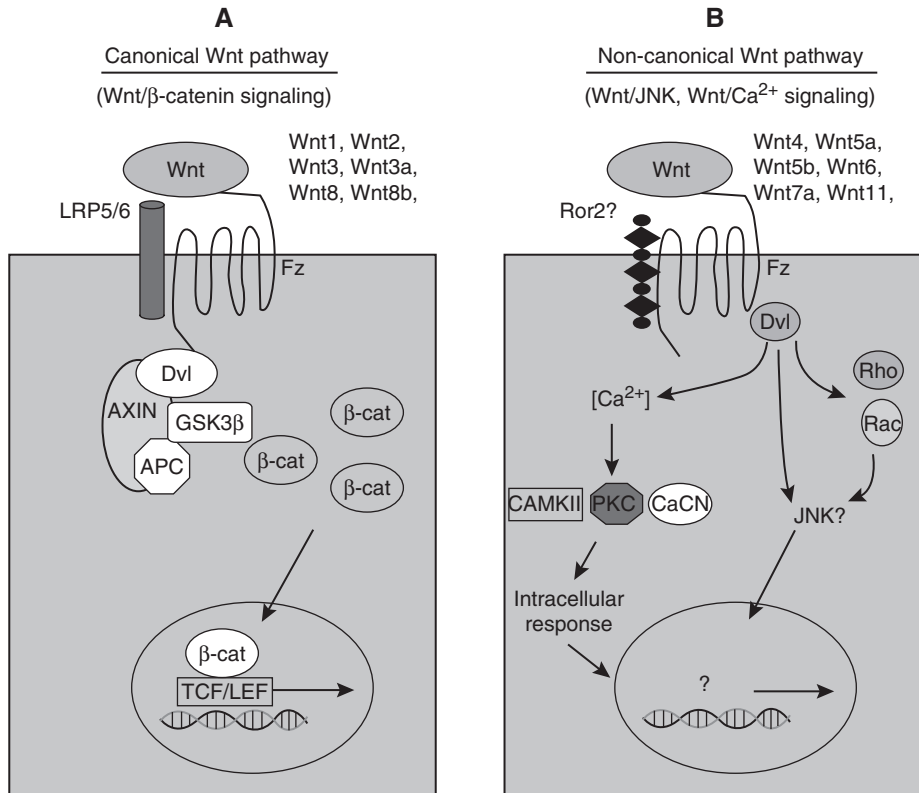 A
Canonical Wnt pathway
(Wnt/β-catenin signaling)
Wnt
Wnt1, Wnt2,
Wnt3, Wnt3a,
Wnt8, Wnt8b,
LRP5/6
Fz
Dvl
AXIN
GSK3β
APC
β-cat
β-cat
β-cat
β-cat
TCF/LEF
B
Non-canonical Wnt pathway
(Wnt/JNK, Wnt/Ca²⁺ signaling)
Wnt
Wnt4, Wnt5a,
Wnt5b, Wnt6,
Wnt7a, Wnt11,
Ror2?
Fz
Dvl
Rho
Rac
[Ca²⁺]
CAMKII
PKC
CaCN
JNK?
Intracellular
response
?